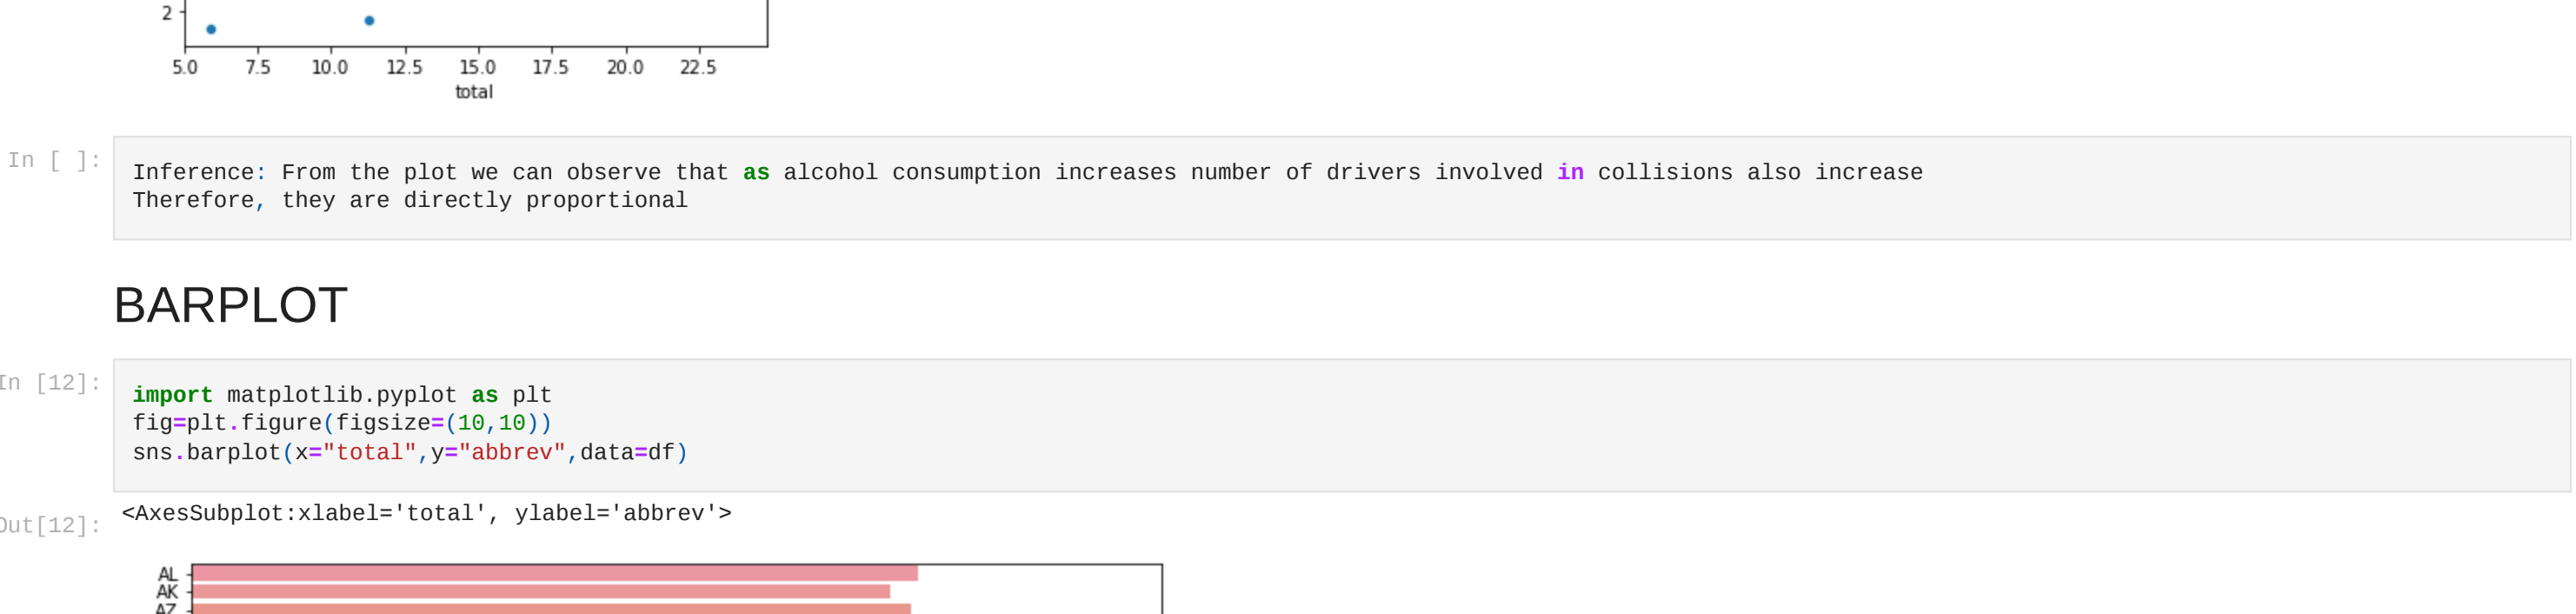 2
5.0 7.5 10.0 12.5 15.0 17.5 20.0 22.5
total
In [ ]:
Inference: From the plot we can observe that as alcohol consumption increases number of drivers involved in collisions also increase
Therefore, they are directly proportional
BARPLOT
In [12]:
import matplotlib.pyplot as plt
fig=plt.figure(figsize=(10,10))
sns.barplot(x="total",y="abbrev",data=df)
Out[12]:
<AxesSubplot:xlabel='total', ylabel='abbrev'>
AL
AK
AZ